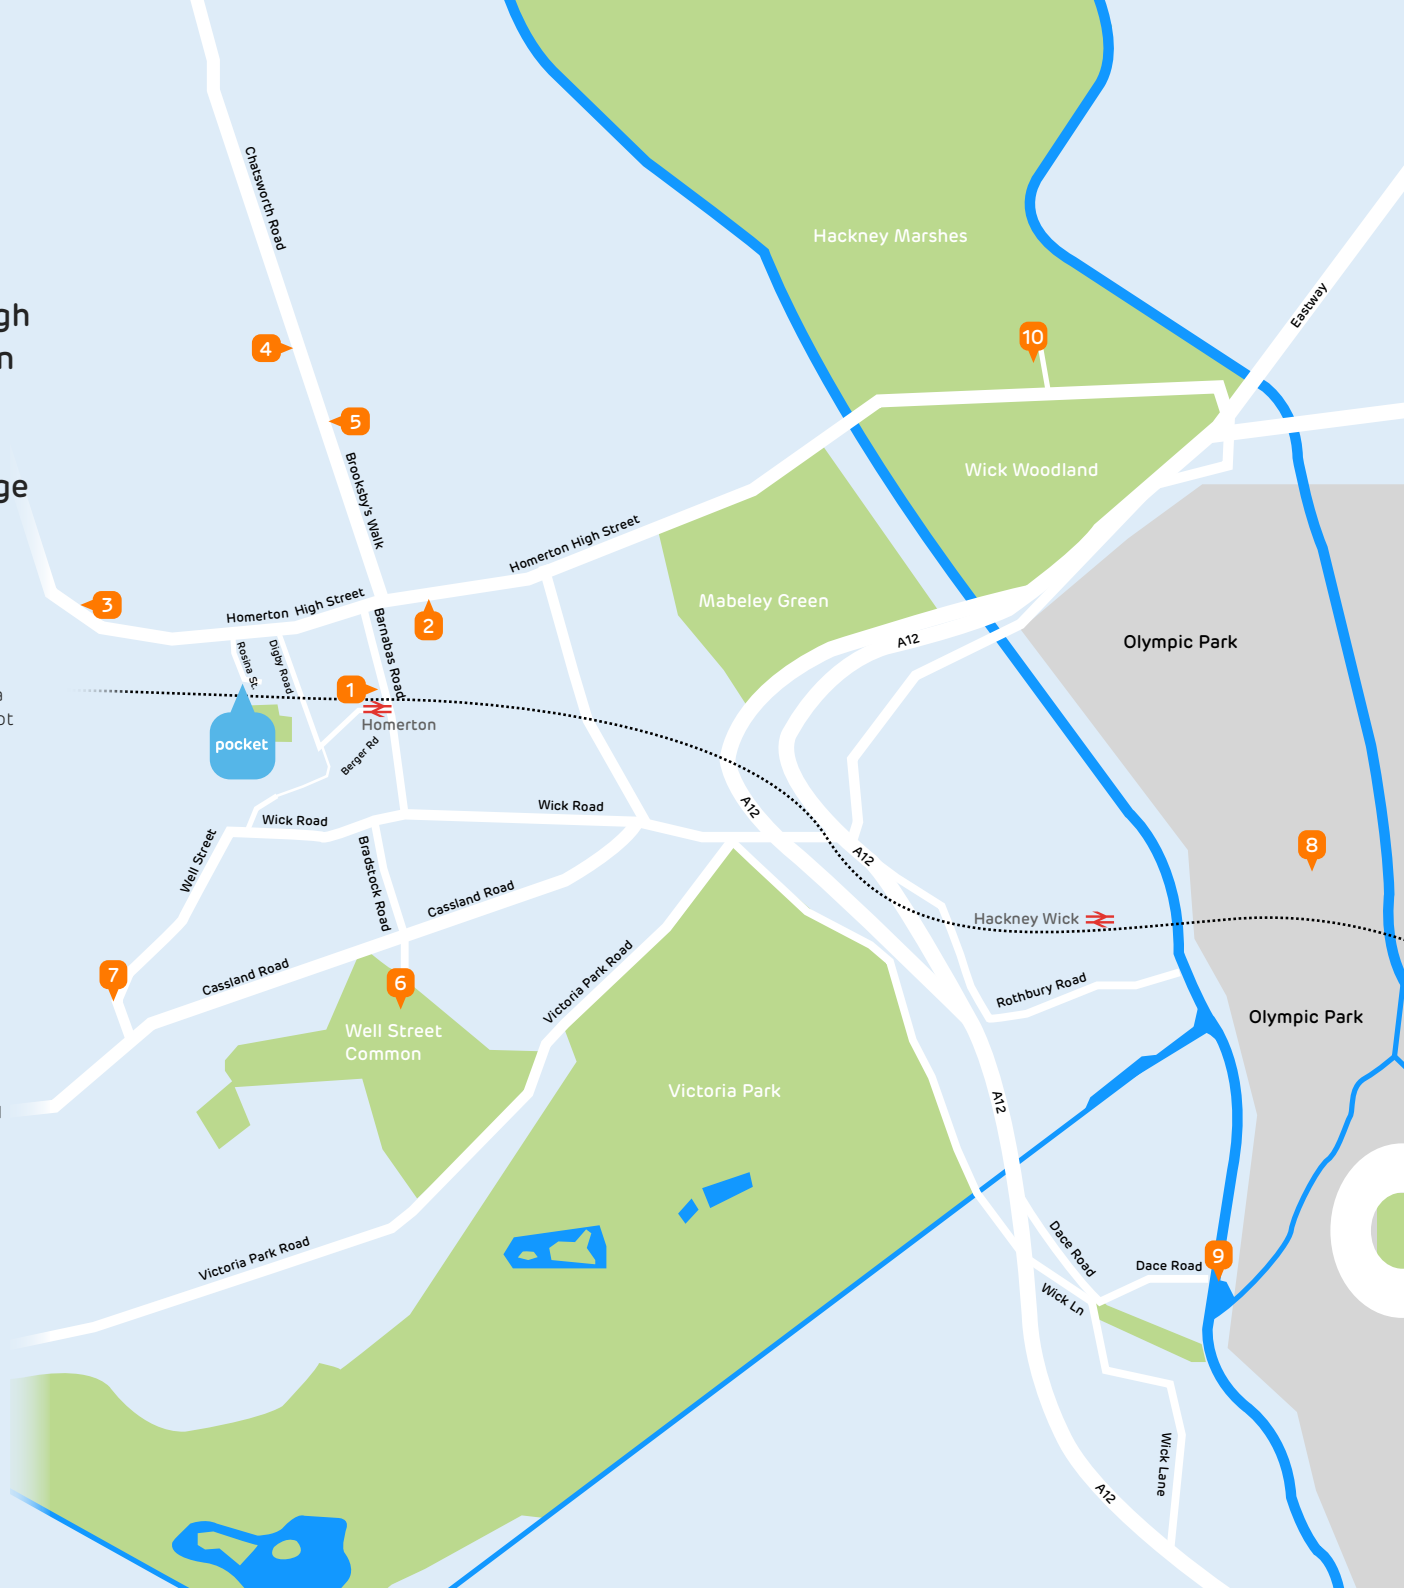 Chatsworth Road
Hackney Marshes
Eastway
gh
10
4
n
5
Brooksby's Walk
Wick Woodland
ge
Homerton High Street
Homerton High Street
3
2
Mabeley Green
Barnabas Road
A12
Olympic Park
Rosina St.
Digby Road
1
a
ot
Homerton
pocket
Berger Rd
Wick Road
A12
Wick Road
Well Street
Bradstock Road
A12
8
Cassland Road
Hackney Wick
Cassland Road
7
6
Victoria Park Road
Rothbury Road
Olympic Park
Well Street
Common
Victoria Park
A12
Dace Road
Victoria Park Road
9
Dace Road
Wick Ln
Wick Lane
A12